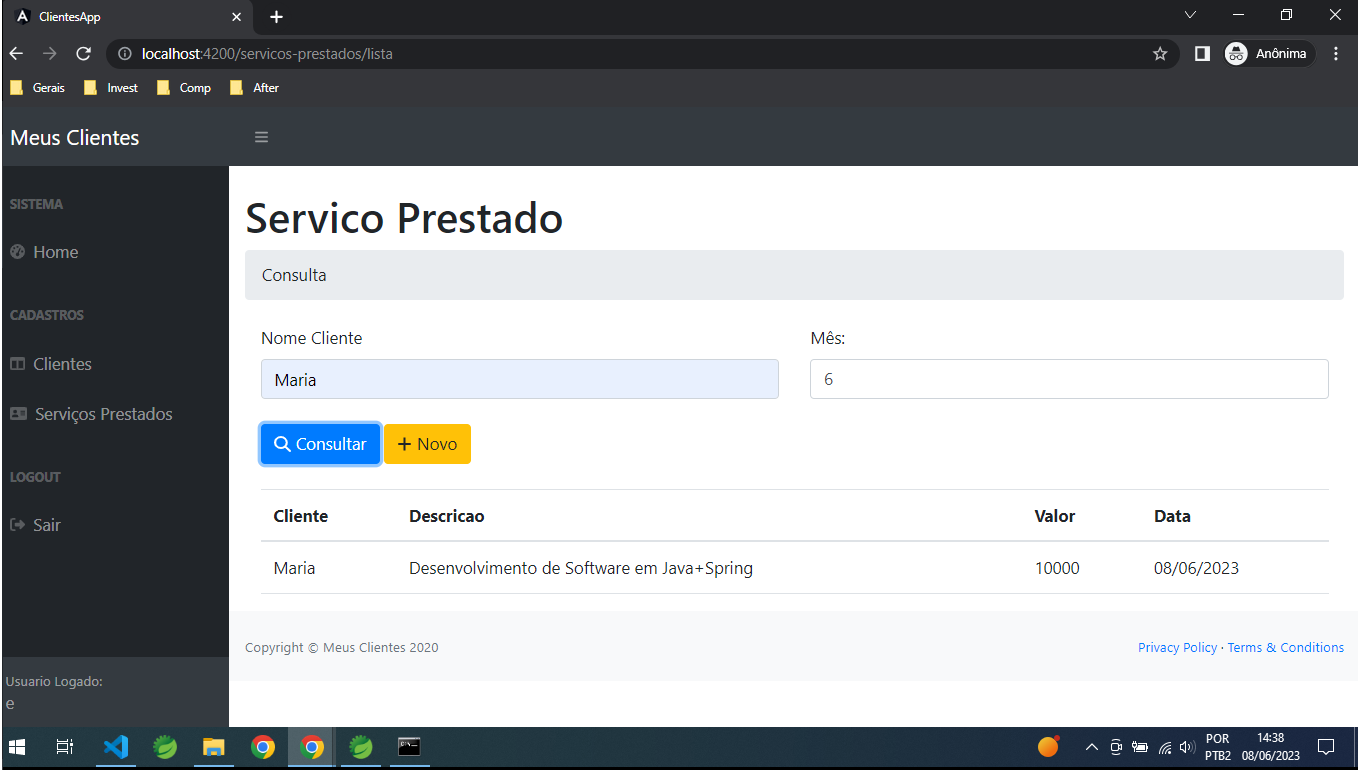 ClientesApp
localhost:4200/servicos-prestados/lista
Anônima
Gerais Invest Comp After
Meus Clientes
SISTEMA
Home
CADASTROS
Clientes
Serviços Prestados
LOGOUT
Sair
Usuario Logado:
e
Servico Prestado
Consulta
Nome Cliente Mês:
Maria 6
Consultar Novo
Cliente Descricao Valor Data
Maria Desenvolvimento de Software em Java+Spring 10000 08/06/2023
Copyright © Meus Clientes 2020 Privacy Policy · Terms & Conditions
POR 14:38
PTB2 08/06/2023